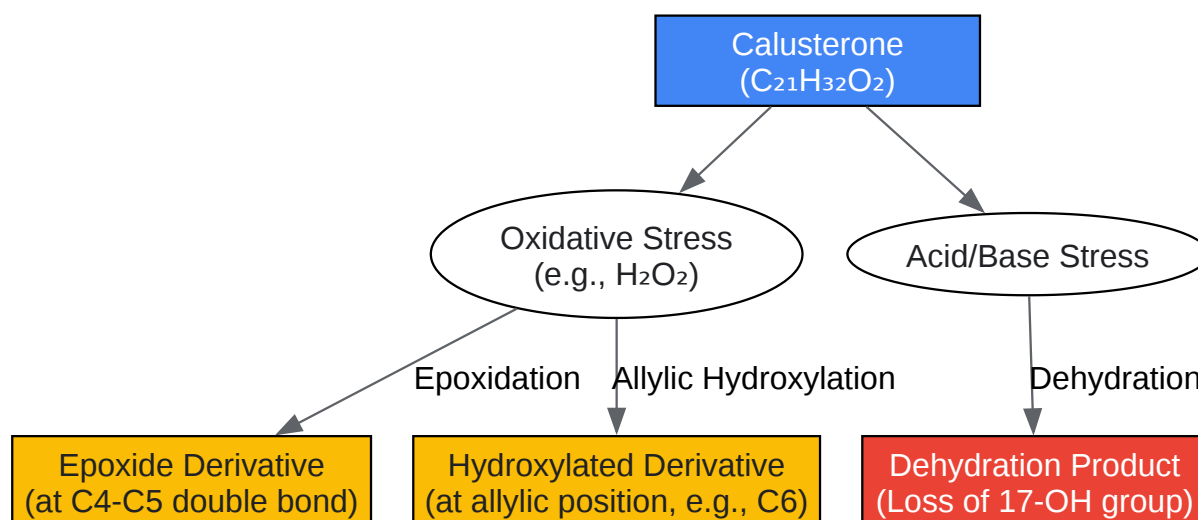 Calusterone
(C₂₁H₃₂O₂)
Oxidative Stress
(e.g., H₂O₂)
Acid/Base Stress
Epoxidation
Allylic Hydroxylation
Dehydration
Epoxide Derivative
(at C4-C5 double bond)
Hydroxylated Derivative
(at allylic position, e.g., C6)
Dehydration Product
(Loss of 17-OH group)